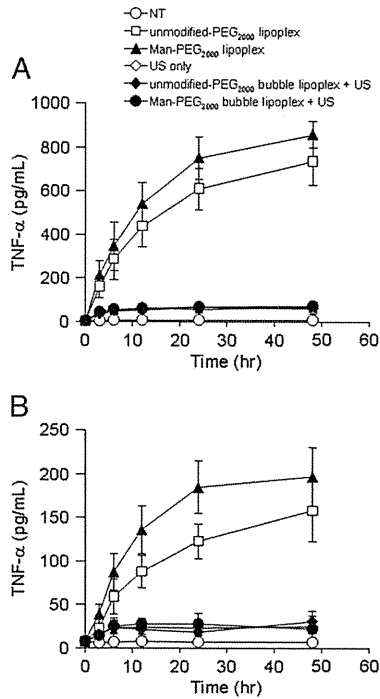 NT
unmodified-PEG2000 lipoplex
Man-PEG2000 lipoplex
US only
unmodified-PEG2000 bubble lipoplex + US
Man-PEG2000 bubble lipoplex + US
A
1000
800
600
400
200
0
TNF-α (pg/mL)
0 10 20 30 40 50 60
Time (hr)
B
250
200
150
100
50
0
TNF-α (pg/mL)
0 10 20 30 40 50 60
Time (hr)